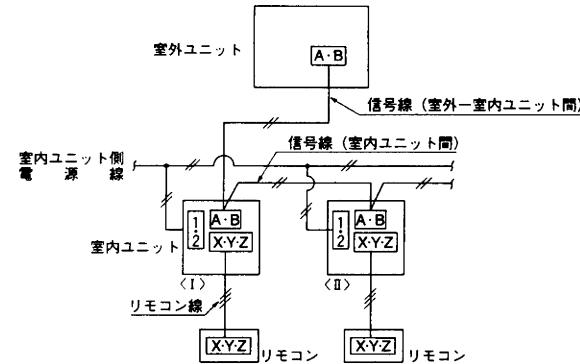 室外ユニット
A·B
信号線（室外ー室内ユニット間）
信号線（室内ユニット間）
室内ユニット側
電源線
1·2
A·B
X·Y·Z
室内ユニット
〈Ⅰ〉
1·2
A·B
X·Y·Z
〈Ⅱ〉
リモコン線
X·Y·Z
リモコン
X·Y·Z
リモコン